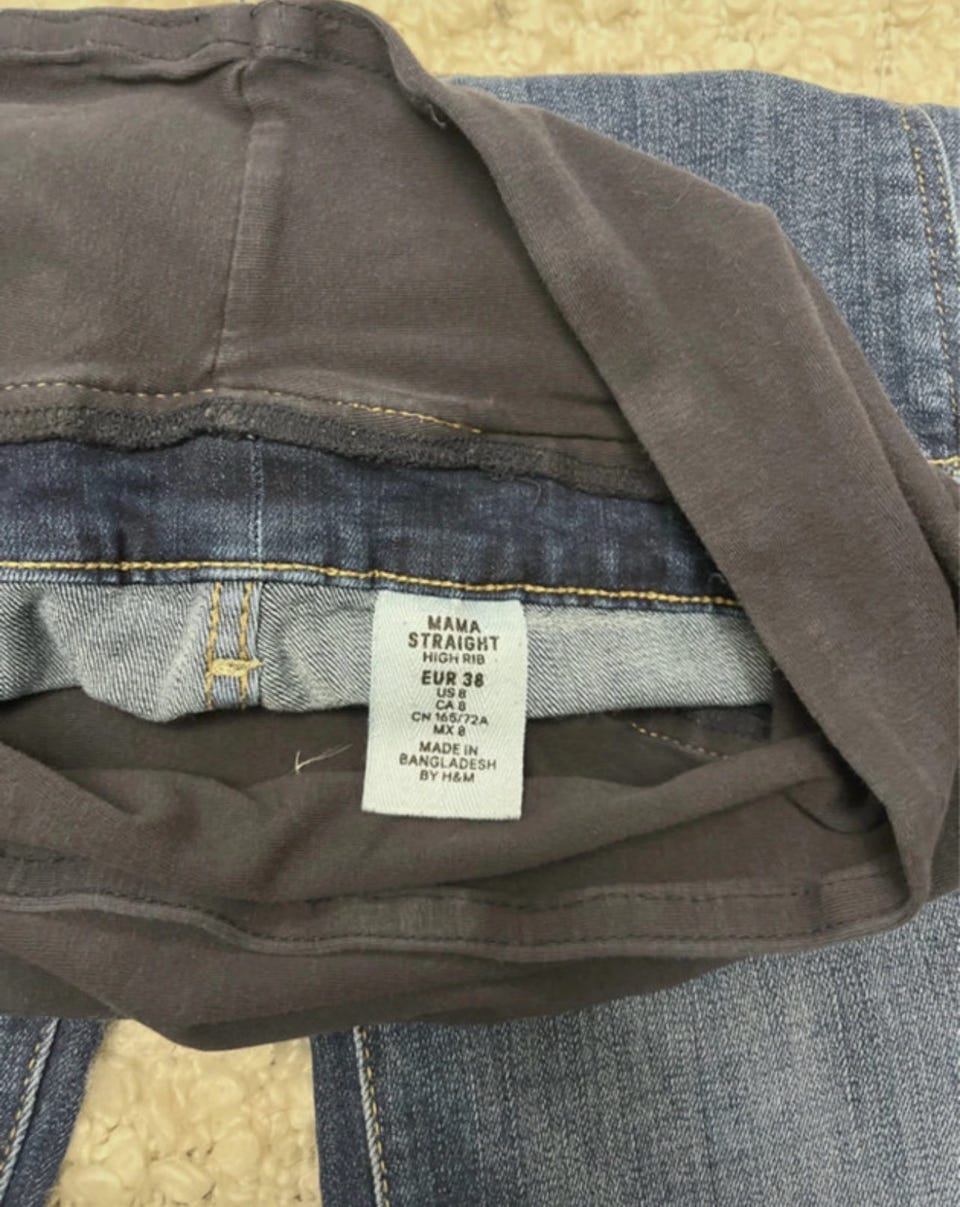 MAMA
STRAIGHT
HIGH RIB
EUR 38
US 8
CA 8
CN 165/72A
MX 8
MADE IN
BANGLADESH
BY H&M